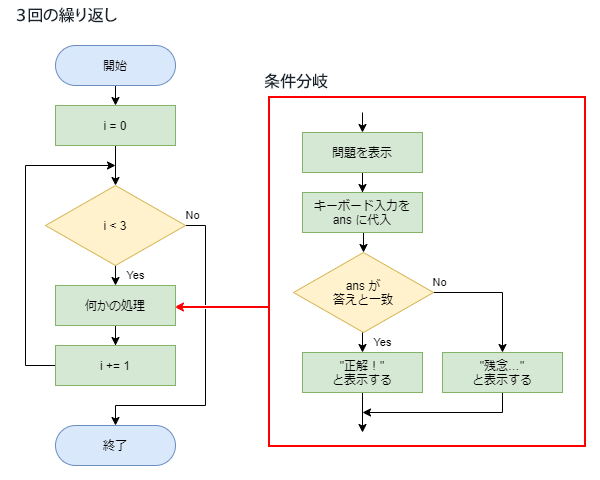 ３回の繰り返し
開始
i = 0
i < 3
No
Yes
何かの処理
i += 1
終了
条件分岐
問題を表示
キーボード入力を
ans に代入
ans が
答えと一致
No
Yes
"正解！"
と表示する
"残念..."
と表示する